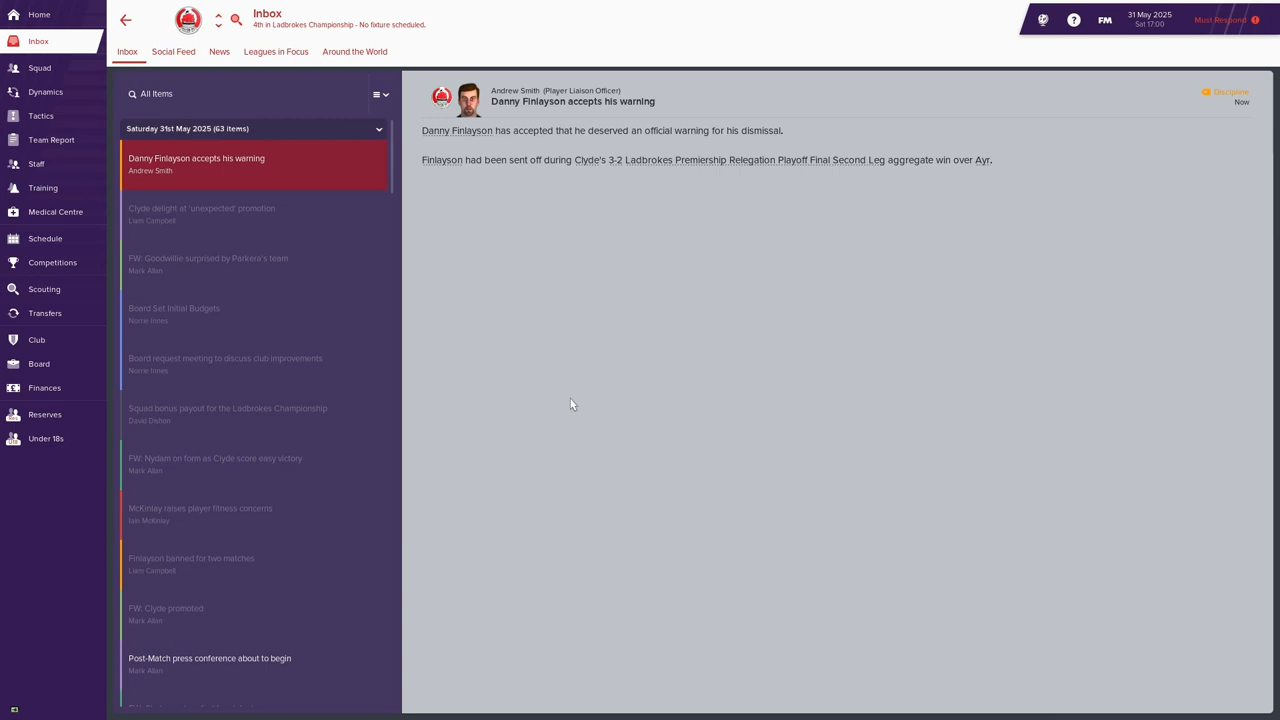 Home
Inbox
Squad
Dynamics
Tactics
Team Report
Staff
Training
Medical Centre
Schedule
Competitions
Scouting
Transfers
Club
Board
Finances
Reserves
Under 18s
Inbox
4th in Ladbrokes Championship - No fixture scheduled.
FM
31 May 2025
Sat 17:00
Must Respond
Inbox
Social Feed
News
Leagues in Focus
Around the World
All Items
Saturday 31st May 2025 (63 items)
Danny Finlayson accepts his warning
Andrew Smith
Clyde delight at 'unexpected' promotion
Liam Campbell
FW: Goodwillie surprised by Parkera's team
Mark Allan
Board Set Initial Budgets
Norrie Innes
Board request meeting to discuss club improvements
Norrie Innes
Squad bonus payout for the Ladbrokes Championship
David Dishon
FW: Nydam on form as Clyde score easy victory
Mark Allan
McKinlay raises player fitness concerns
Iain McKinlay
Finlayson banned for two matches
Liam Campbell
FW: Clyde promoted
Mark Allan
Post-Match press conference about to begin
Mark Allan
Andrew Smith (Player Liaison Officer)
Danny Finlayson accepts his warning
Discipline
Now
Danny Finlayson has accepted that he deserved an official warning for his dismissal.
Finlayson had been sent off during Clyde's 3-2 Ladbrokes Premiership Relegation Playoff Final Second Leg aggregate win over Ayr.